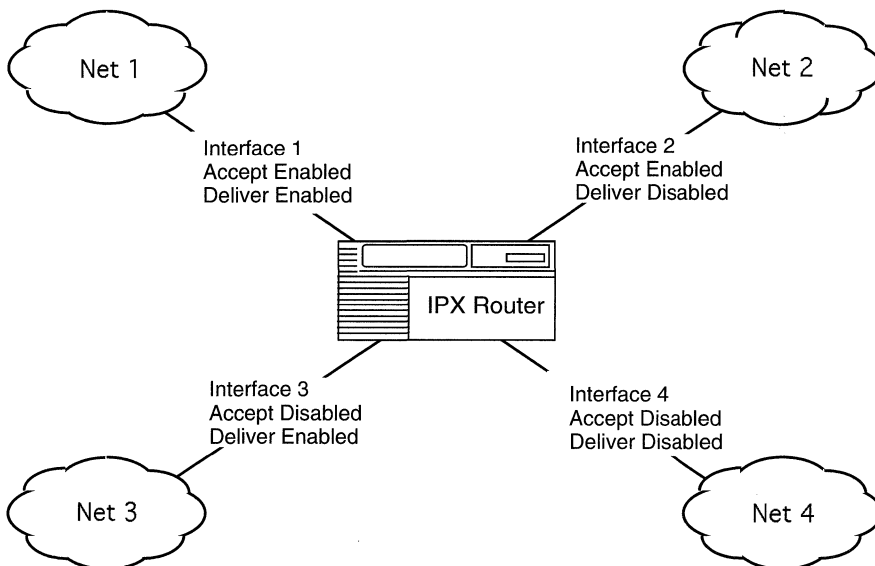 Net 1
Net 2
Interface 1
Accept Enabled
Deliver Enabled
Interface 2
Accept Enabled
Deliver Disabled
IPX Router
Interface 3
Accept Disabled
Deliver Enabled
Interface 4
Accept Disabled
Deliver Disabled
Net 3
Net 4